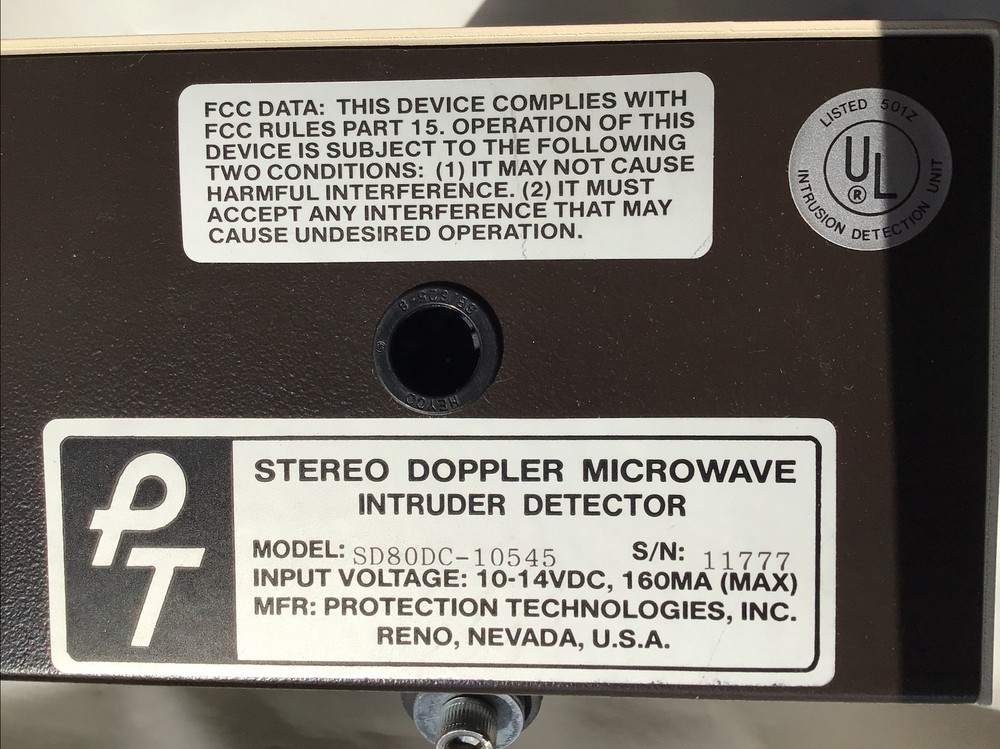 FCC DATA: THIS DEVICE COMPLIES WITH
FCC RULES PART 15. OPERATION OF THIS
DEVICE IS SUBJECT TO THE FOLLOWING
TWO CONDITIONS: (1) IT MAY NOT CAUSE
HARMFUL INTERFERENCE. (2) IT MUST
ACCEPT ANY INTERFERENCE THAT MAY
CAUSE UNDESIRED OPERATION.
LISTED 501Z
UL
®
INTRUSION DETECTION UNIT
HEYCO
PT
STEREO DOPPLER MICROWAVE
INTRUDER DETECTOR
MODEL: SD80DC-10545 S/N: 11777
INPUT VOLTAGE: 10-14VDC, 160MA (MAX)
MFR: PROTECTION TECHNOLOGIES, INC.
RENO, NEVADA, U.S.A.